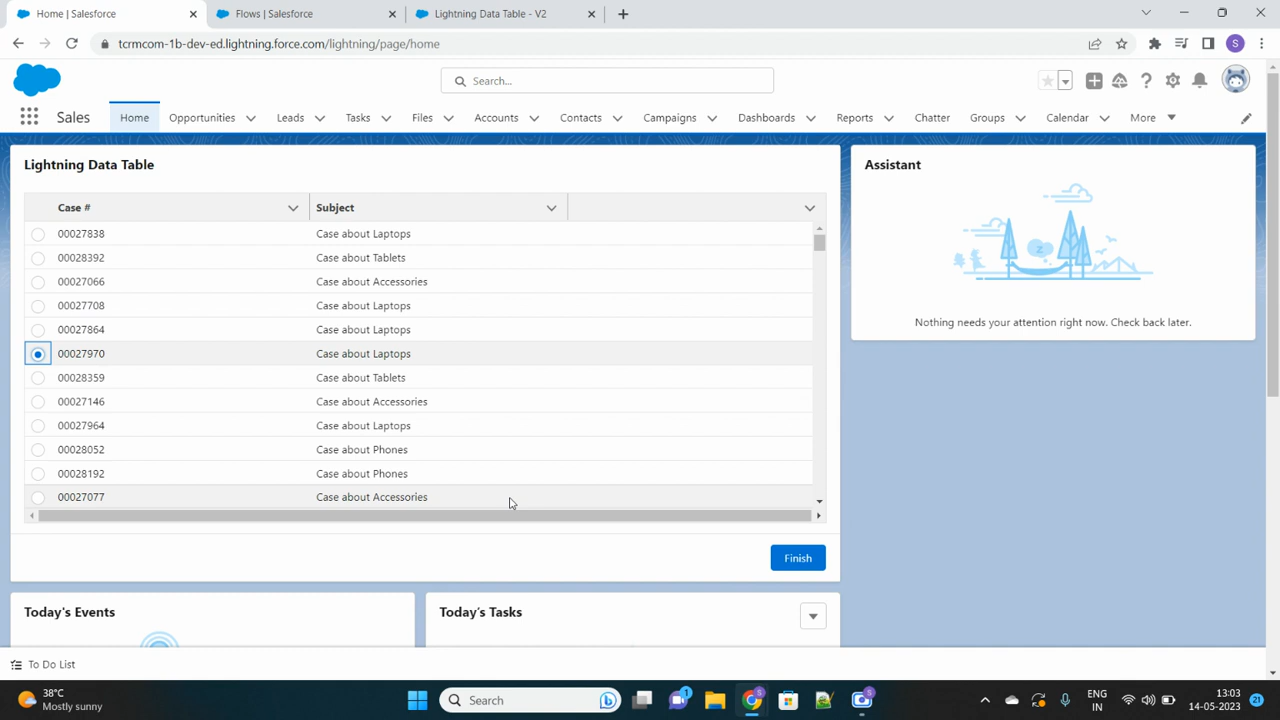 Home | Salesforce
Flows | Salesforce
Lightning Data Table - V2
tcrmcom-1b-dev-ed.lightning.force.com/lightning/page/home
S
Search...
Sales
Home
Opportunities
Leads
Tasks
Files
Accounts
Contacts
Campaigns
Dashboards
Reports
Chatter
Groups
Calendar
More
Lightning Data Table
Case # Subject
00027838 Case about Laptops
00028392 Case about Tablets
00027066 Case about Accessories
00027708 Case about Laptops
00027864 Case about Laptops
00027970 Case about Laptops
00028359 Case about Tablets
00027146 Case about Accessories
00027964 Case about Laptops
00028052 Case about Phones
00028192 Case about Phones
00027077 Case about Accessories
Finish
Assistant
Nothing needs your attention right now. Check back later.
Today's Events
Today's Tasks
To Do List
38°C
Mostly sunny
Search
ENG
IN
13:03
14-05-2023
21